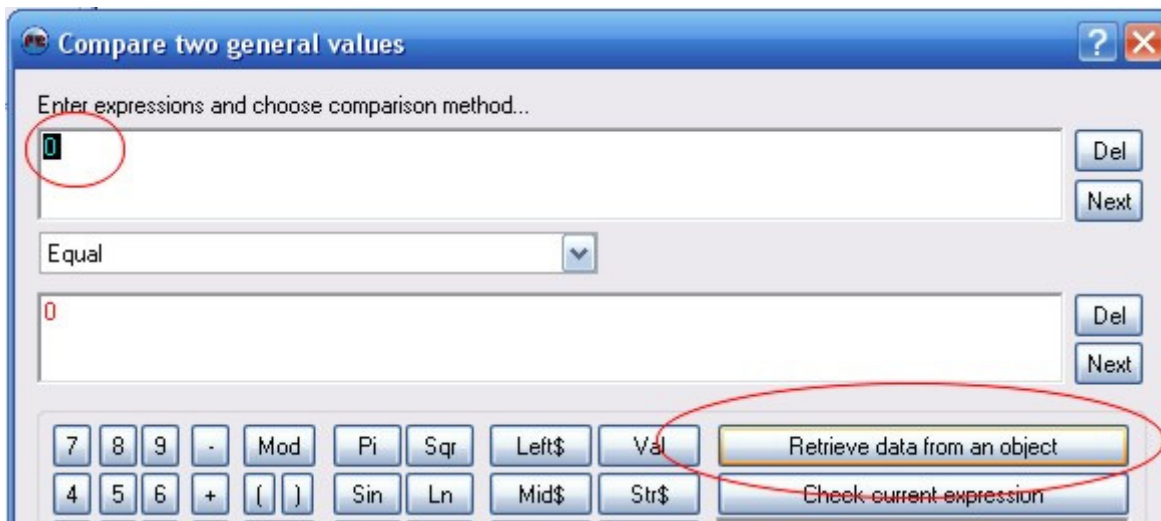 Compare two general values
Enter expressions and choose comparison method...
0
Del
Next
Equal
0
Del
Next
7 8 9 - Mod Pi Sqr Left$ Val Retrieve data from an object
4 5 6 + ( ) Sin Ln Mid$ Str$ Check current expression